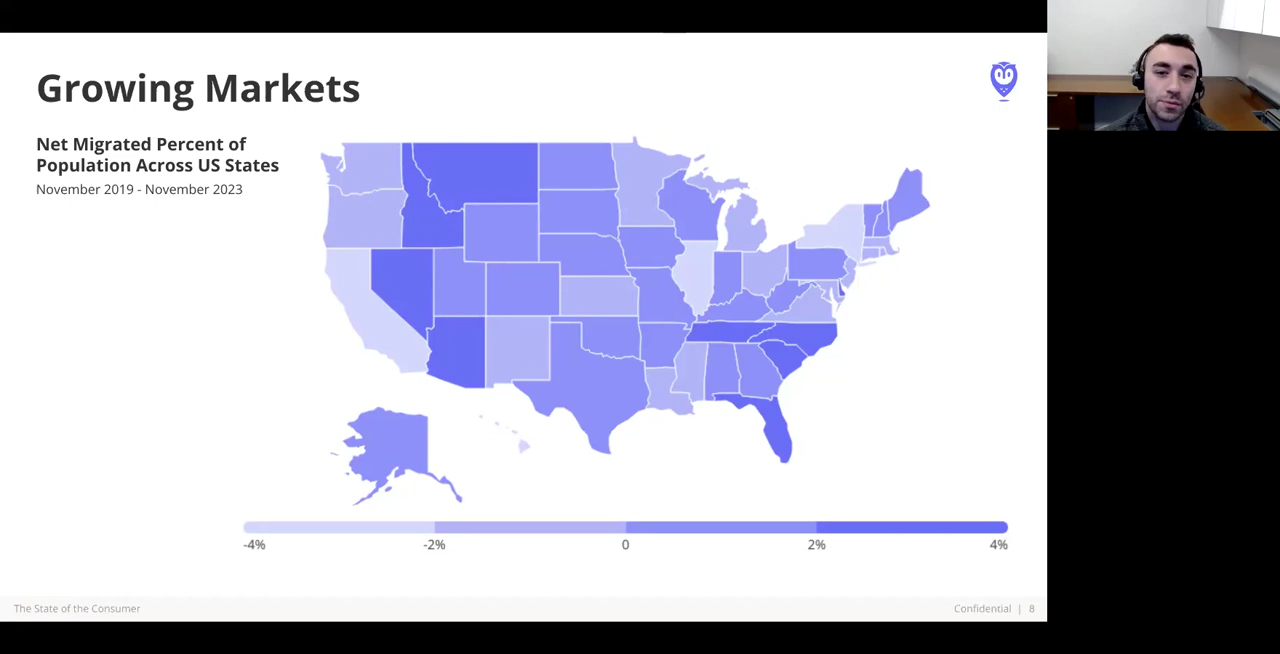 Growing Markets
Net Migrated Percent of
Population Across US States
November 2019 - November 2023
-4%
-2%
0
2%
4%
The State of the Consumer
Confidential | 8